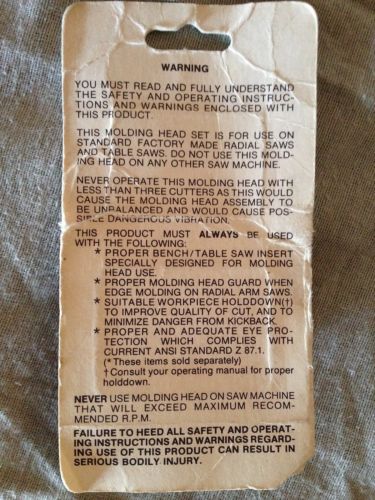 WARNING
YOU MUST READ AND FULLY UNDERSTAND
THE SAFETY AND OPERATING INSTRUC-
TIONS AND WARNINGS ENCLOSED WITH
THIS PRODUCT.
THIS MOLDING HEAD SET IS FOR USE ON
STANDARD FACTORY MADE RADIAL SAWS
AND TABLE SAWS. DO NOT USE THIS MOLD-
ING HEAD ON ANY OTHER SAW MACHINE.
NEVER OPERATE THIS MOLDING HEAD WITH
LESS THAN THREE CUTTERS AS THIS WOULD
CAUSE THE MOLDING HEAD ASSEMBLY TO
BE UNBALANCED AND WOULD CAUSE POS-
SIBLE DANGEROUS VIBRATION.
THIS PRODUCT MUST ALWAYS BE USED
WITH THE FOLLOWING:
* PROPER BENCH/TABLE SAW INSERT
SPECIALLY DESIGNED FOR MOLDING
HEAD USE.
* PROPER MOLDING HEAD GUARD WHEN
EDGE MOLDING ON RADIAL ARM SAWS.
* SUITABLE WORKPIECE HOLDDOWN(†)
TO IMPROVE QUALITY OF CUT, AND TO
MINIMIZE DANGER FROM KICKBACK.
* PROPER AND ADEQUATE EYE PRO-
TECTION WHICH COMPLIES WITH
CURRENT ANSI STANDARD Z 87.1.
(* These items sold separately)
† Consult your operating manual for proper
holddown.
NEVER USE MOLDING HEAD ON SAW MACHINE
THAT WILL EXCEED MAXIMUM RECOM-
MENDED R.P.M.
FAILURE TO HEED ALL SAFETY AND OPERAT-
ING INSTRUCTIONS AND WARNINGS REGARD-
ING USE OF THIS PRODUCT CAN RESULT IN
SERIOUS BODILY INJURY.